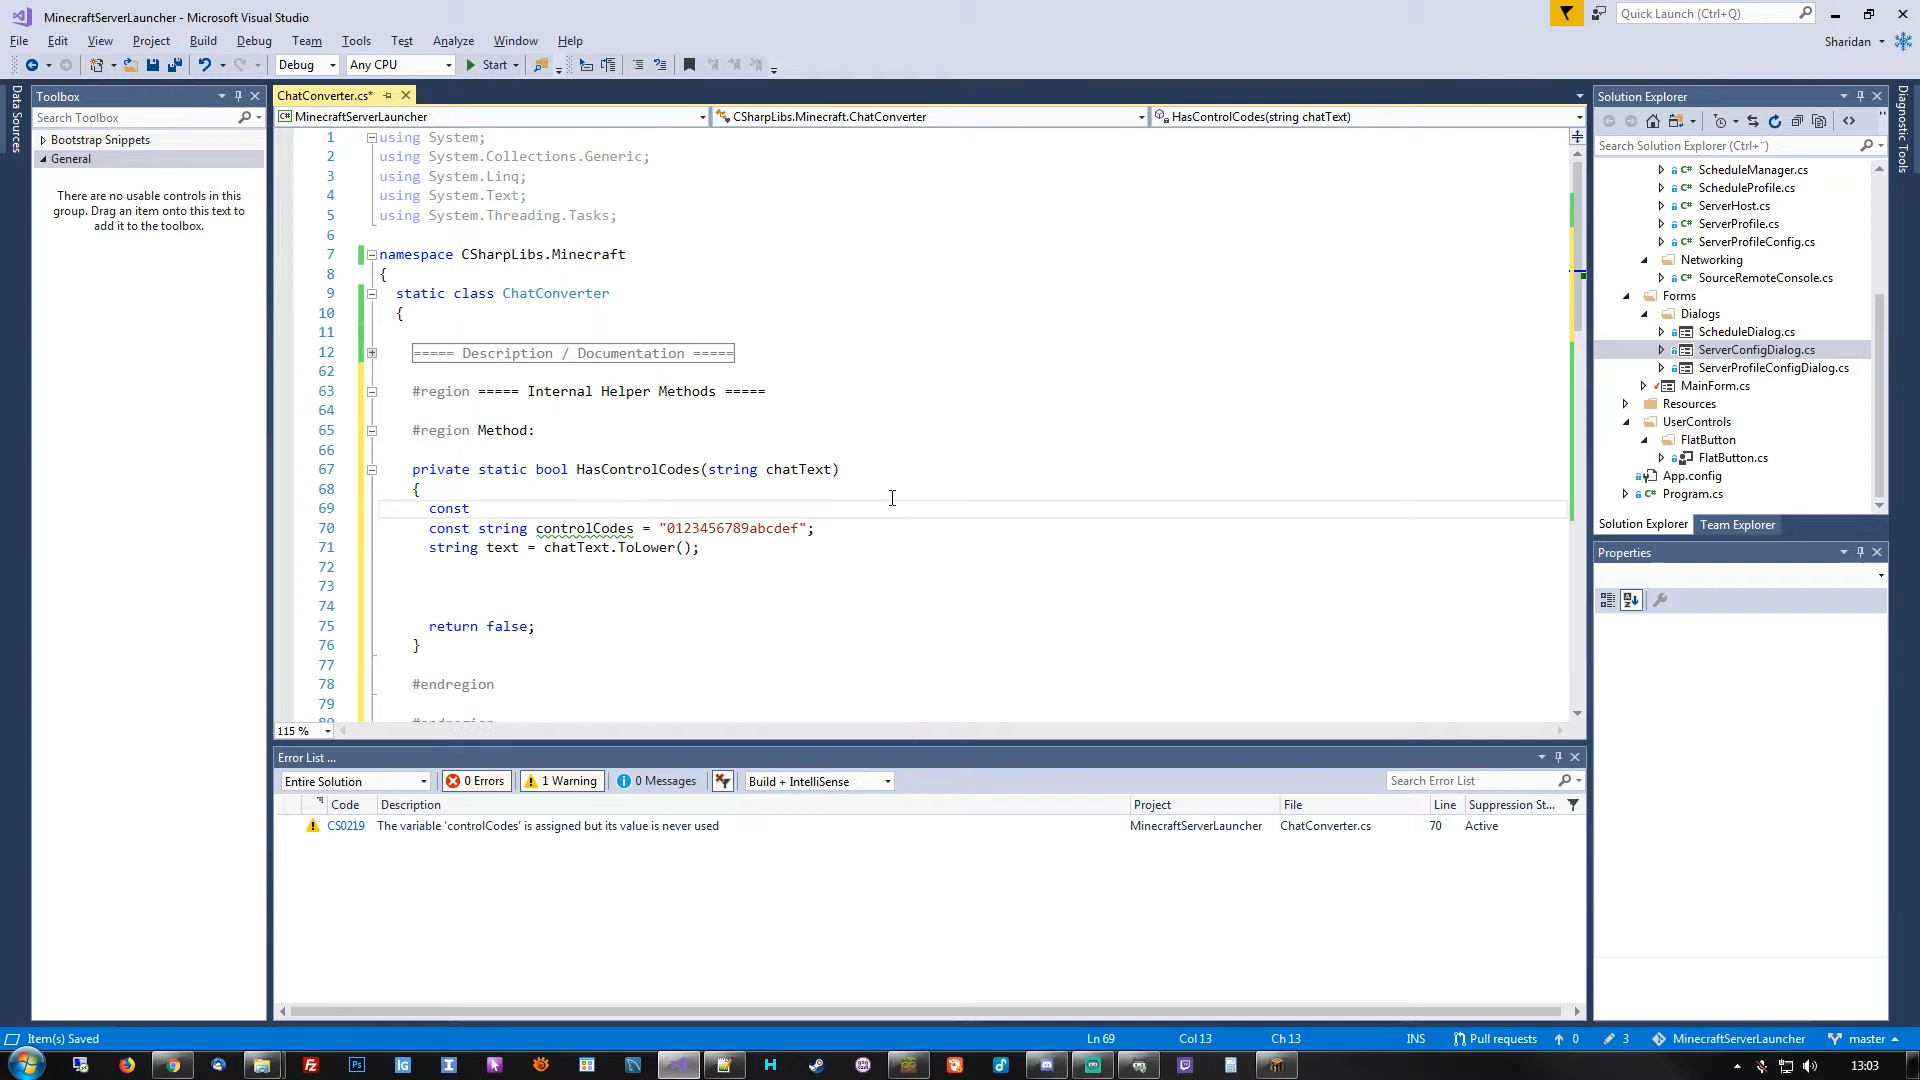 MinecraftServerLauncher - Microsoft Visual Studio
Quick Launch (Ctrl+Q)
File Edit View Project Build Debug Team Tools Test Analyze Window Help
Sharidan
Debug Any CPU Start
Data Sources
Toolbox
Search Toolbox
Bootstrap Snippets
General
There are no usable controls in this
group. Drag an item onto this text to
add it to the toolbox.
ChatConverter.cs*
MinecraftServerLauncher CSharpLibs.Minecraft.ChatConverter HasControlCodes(string chatText)
1 using System;
2 using System.Collections.Generic;
3 using System.Linq;
4 using System.Text;
5 using System.Threading.Tasks;
6
7 namespace CSharpLibs.Minecraft
8 {
9 static class ChatConverter
10 {
11
12 ===== Description / Documentation =====
62
63 #region ===== Internal Helper Methods =====
64
65 #region Method:
66
67 private static bool HasControlCodes(string chatText)
68 {
69 const
70 const string controlCodes = "0123456789abcdef";
71 string text = chatText.ToLower();
72
73
74
75 return false;
76 }
77
78 #endregion
79
80 #endregion
115 %
Error List ...
Entire Solution 0 Errors 1 Warning 0 Messages Build + IntelliSense Search Error List
Code Description Project File Line Suppression St...
CS0219 The variable 'controlCodes' is assigned but its value is never used MinecraftServerLauncher ChatConverter.cs 70 Active
Solution Explorer
Search Solution Explorer (Ctrl+¨)
ScheduleManager.cs
ScheduleProfile.cs
ServerHost.cs
ServerProfile.cs
ServerProfileConfig.cs
Networking
SourceRemoteConsole.cs
Forms
Dialogs
ScheduleDialog.cs
ServerConfigDialog.cs
ServerProfileConfigDialog.cs
MainForm.cs
Resources
UserControls
FlatButton
FlatButton.cs
App.config
Program.cs
Solution Explorer Team Explorer
Properties
Diagnostic Tools
Item(s) Saved Ln 69 Col 13 Ch 13 INS Pull requests 0 3 MinecraftServerLauncher master
13:03